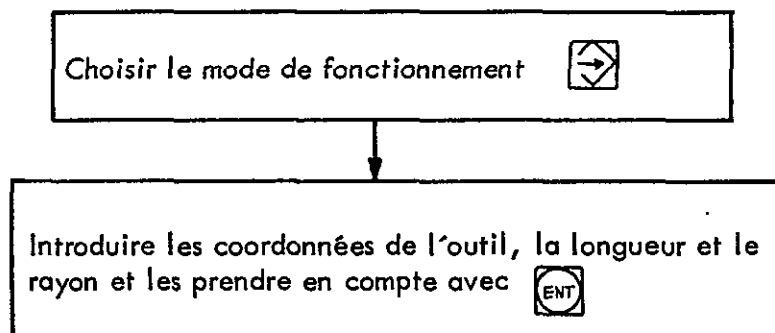 Choisir le mode de fonctionnement
Introduire les coordonnées de l'outil, la longueur et le
rayon et les prendre en compte avec ENT